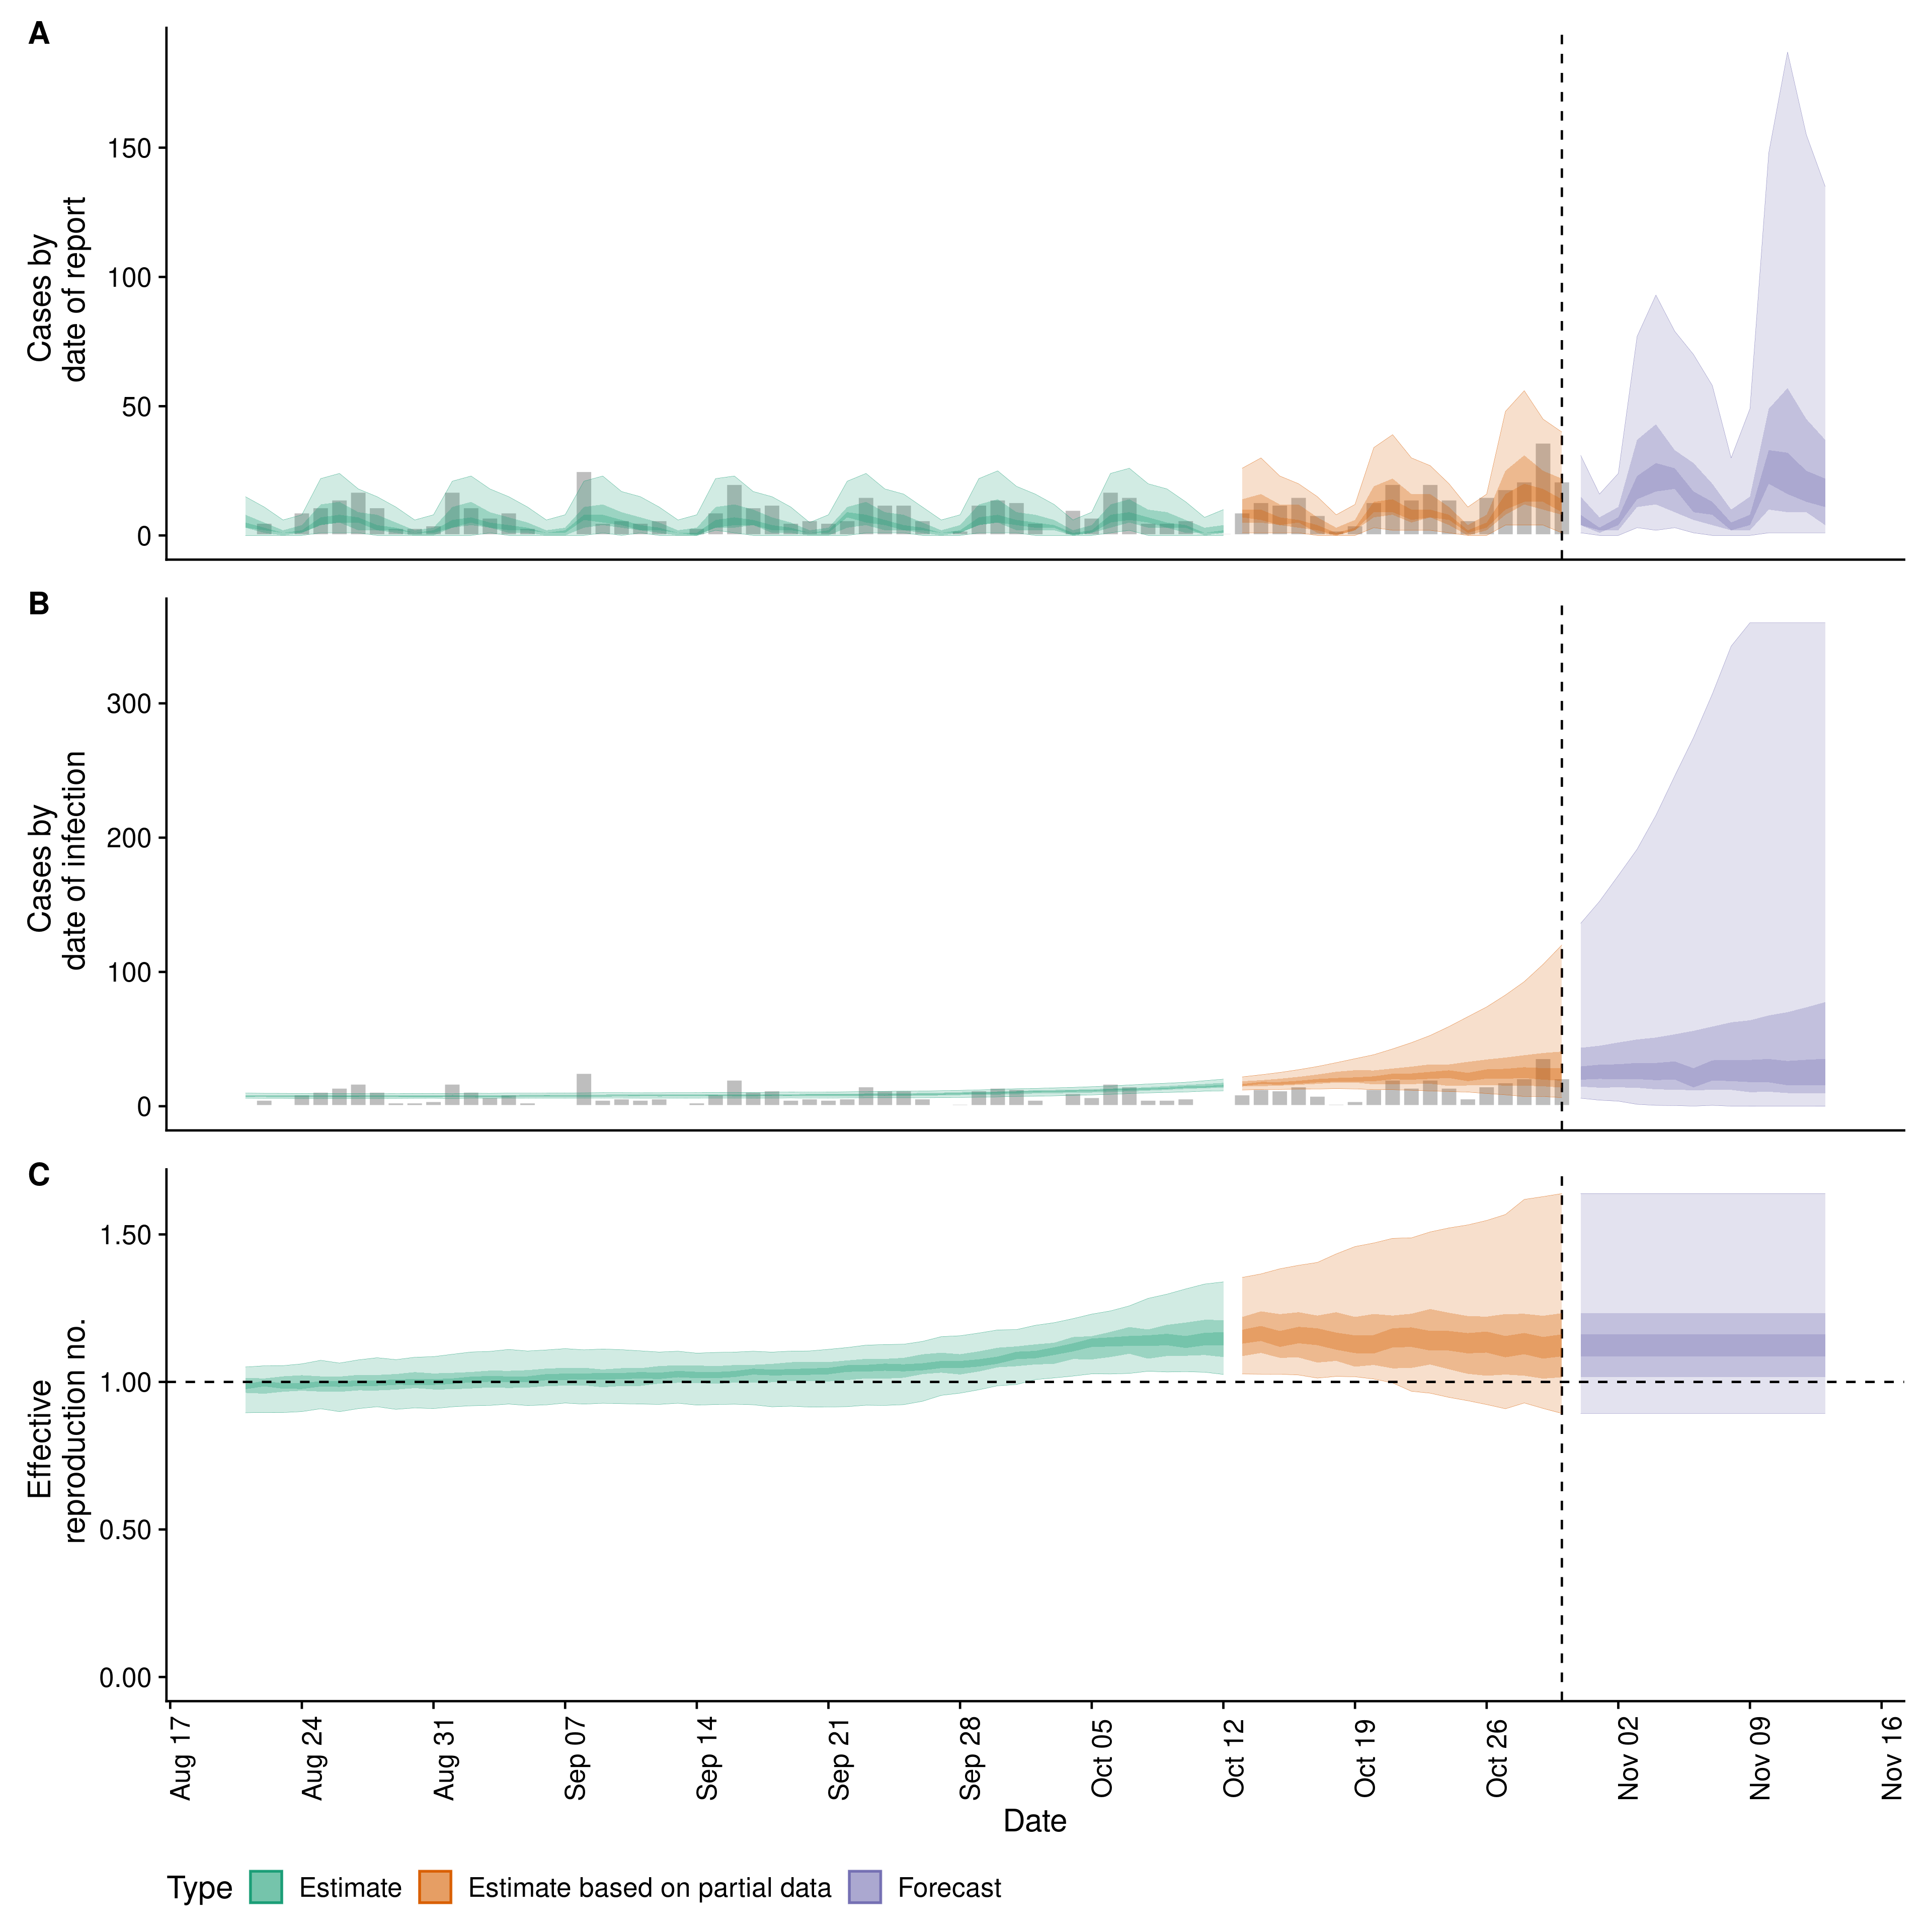 A
Cases by
date of report
150
100
50
0
B
Cases by
date of infection
300
200
100
0
C
Effective
reproduction no.
1.50
1.00
0.50
0.00
Aug 17
Aug 24
Aug 31
Sep 07
Sep 14
Sep 21
Sep 28
Oct 05
Oct 12
Oct 19
Oct 26
Nov 02
Nov 09
Nov 16
Date
Type Estimate Estimate based on partial data Forecast